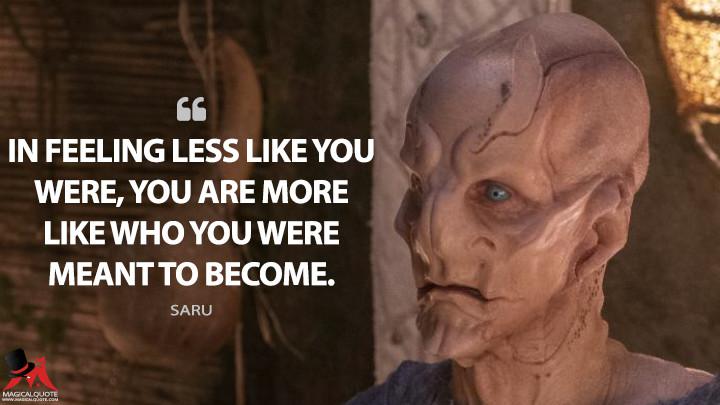 ❝
IN FEELING LESS LIKE YOU
WERE, YOU ARE MORE
LIKE WHO YOU WERE
MEANT TO BECOME.
SARU
MAGICALQUOTE
WWW.MAGICALQUOTE.COM